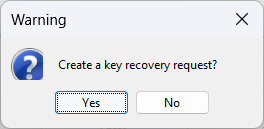 Warning
Create a key recovery request?
Yes
No